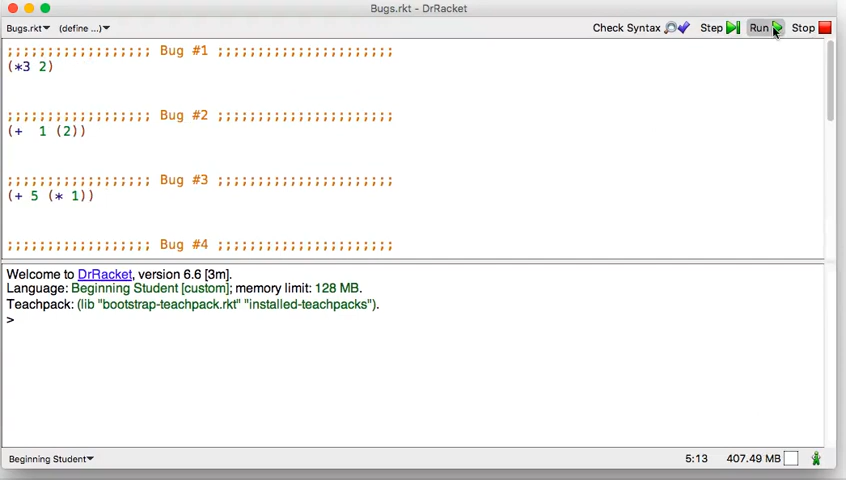 Bugs.rkt - DrRacket
Bugs.rkt▾ (define ...)▾ Check Syntax Step Run Stop
;;;;;;;;;;;;;;;;;; Bug #1 ;;;;;;;;;;;;;;;;;;;;;;
(*3 2)
;;;;;;;;;;;;;;;;;; Bug #2 ;;;;;;;;;;;;;;;;;;;;;;
(+  1 (2))
;;;;;;;;;;;;;;;;;; Bug #3 ;;;;;;;;;;;;;;;;;;;;;;
(+ 5 (* 1))
;;;;;;;;;;;;;;;;;; Bug #4 ;;;;;;;;;;;;;;;;;;;;;;
Welcome to DrRacket, version 6.6 [3m].
Language: Beginning Student [custom]; memory limit: 128 MB.
Teachpack: (lib "bootstrap-teachpack.rkt" "installed-teachpacks").
>
Beginning Student▾ 5:13 407.49 MB